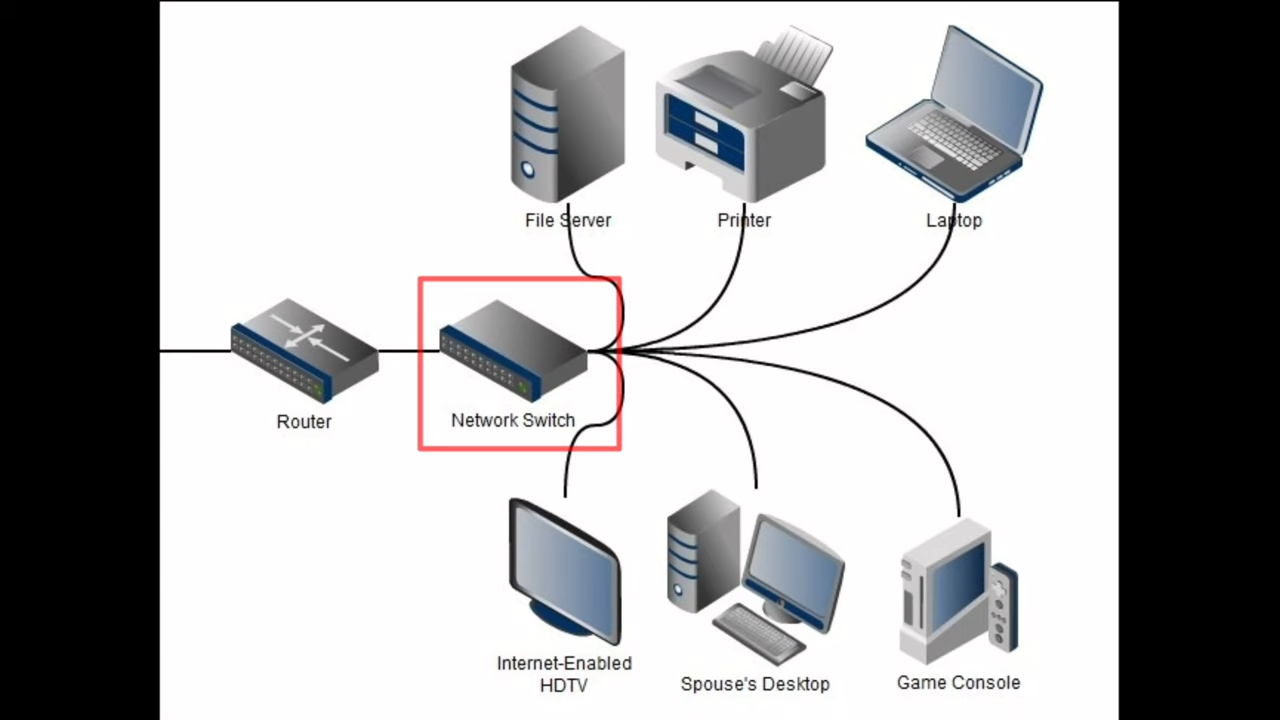 File Server
Printer
Laptop
Router
Network Switch
Internet-Enabled
HDTV
Spouse's Desktop
Game Console